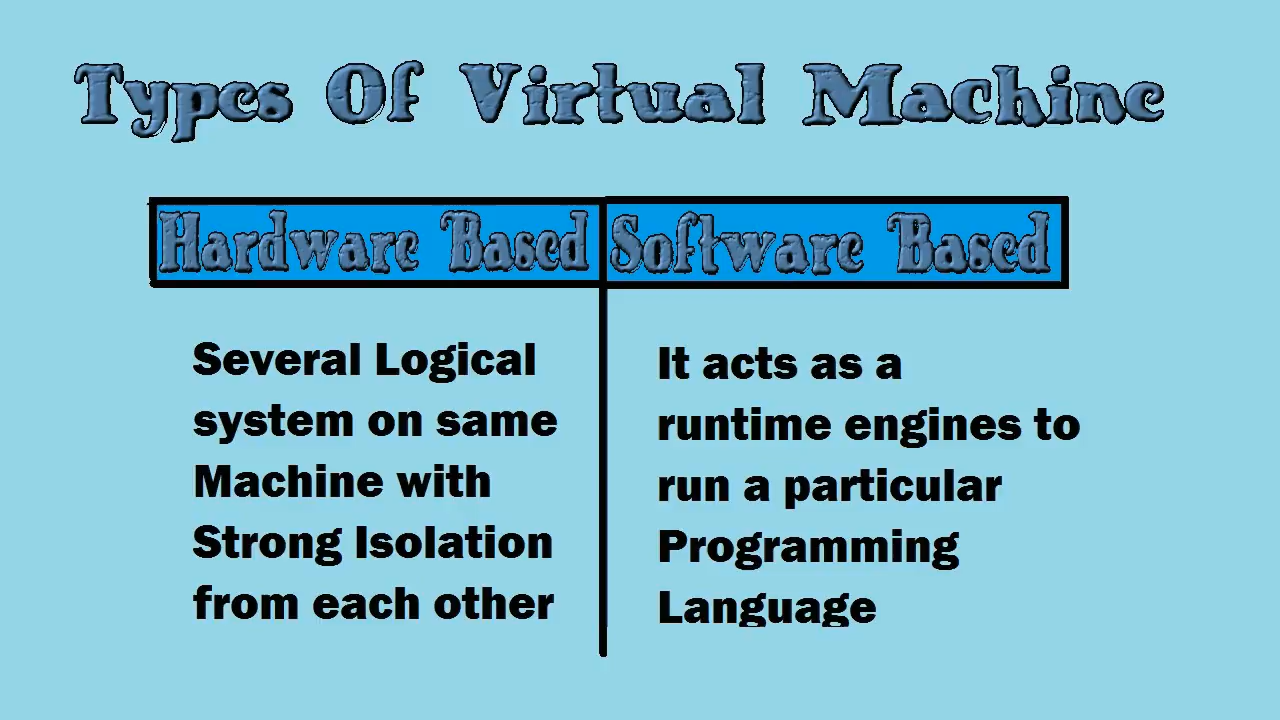 Types Of Virtual Machine
Hardware Based
Software Based
Several Logical
system on same
Machine with
Strong Isolation
from each other
It acts as a
runtime engines to
run a particular
Programming
Language